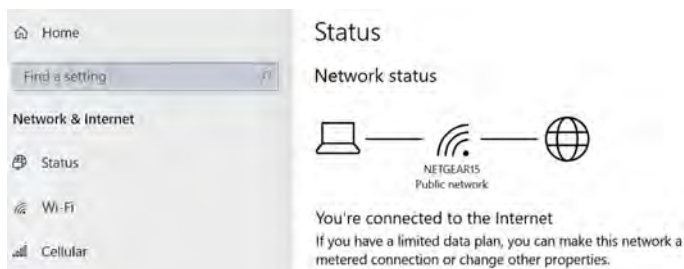 Home
Find a setting
Network & Internet
Status
Wi-Fi
Cellular
Status
Network status
NETGEAR15
Public network
You're connected to the Internet
If you have a limited data plan, you can make this network a
metered connection or change other properties.